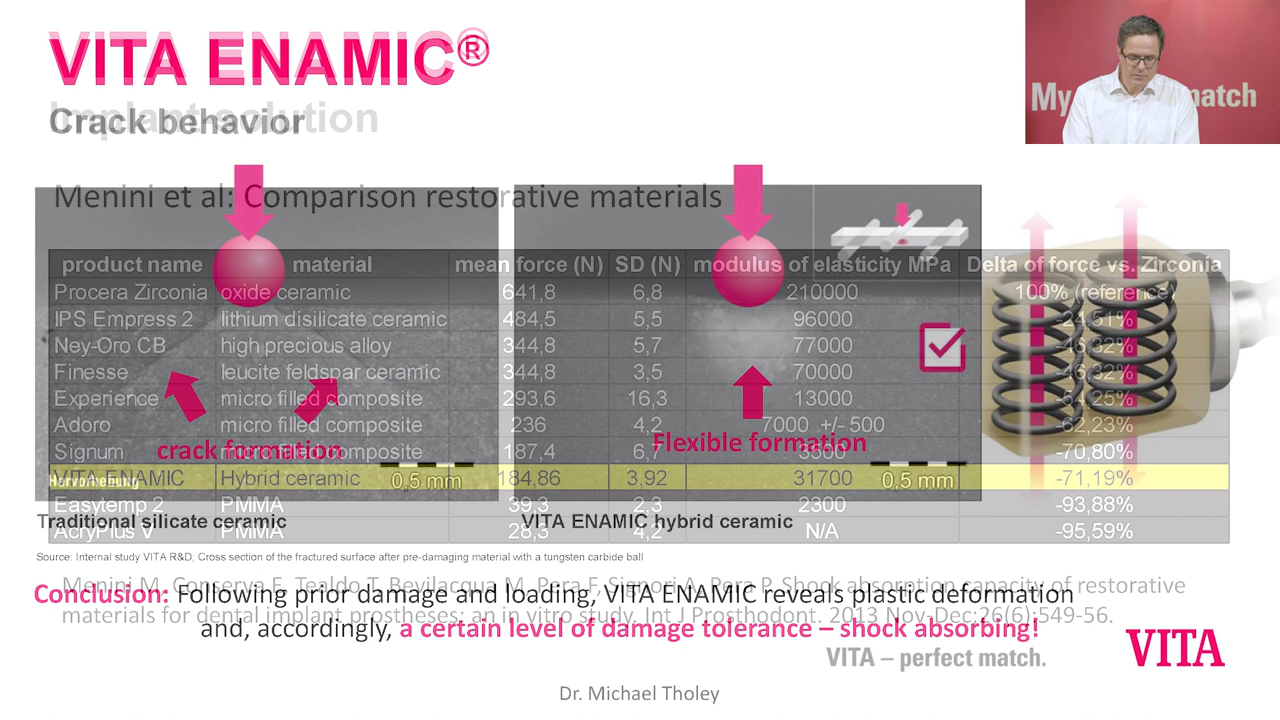 VITA ENAMIC®
Implant solution
Crack behavior
My match
Menini et al: Comparison restorative materials
product name material mean force (N) SD (N) modulus of elasticity MPa Delta of force vs. Zirconia
Procera Zirconia oxide ceramic 641,8 6,8 210000 100% (reference)
IPS Empress 2 lithium disilicate ceramic 484,5 5,5 96000 -24,51%
Ney-Oro CB high precious alloy 344,8 5,7 77000 -46,32%
Finesse leucite feldspar ceramic 344,8 3,5 70000 -46,32%
Experience micro filled composite 293,6 16,3 13000 -54,25%
Adoro micro filled composite 236 4,2 7000 +/- 500 -62,23%
crack formation Flexible formation
Signum micro filled composite 187,4 6,7 3500 -70,80%
VITA ENAMIC Hybrid ceramic 184,86 3,92 31700 -71,19%
Hervorhebung 0,5 mm 0,5 mm
Easytemp 2 PMMA 39,3 2,3 2300 -93,88%
Traditional silicate ceramic VITA ENAMIC hybrid ceramic
AcryPlus V PMMA 28,3 4,2 N/A -95,59%
Source: Internal study VITA R&D; Cross section of the fractured surface after pre-damaging material with a tungsten carbide ball
Menini M, Conserva E, Tealdo T, Bevilacqua M, Pera F, Signori A, Pera P. Shock absorption capacity of restorative
Conclusion: Following prior damage and loading, VITA ENAMIC reveals plastic deformation
materials for dental implant prostheses: an in vitro study. Int J Prosthodont. 2013 Nov-Dec;26(6):549-56.
and, accordingly, a certain level of damage tolerance – shock absorbing!
VITA – perfect match.
VITA
Dr. Michael Tholey